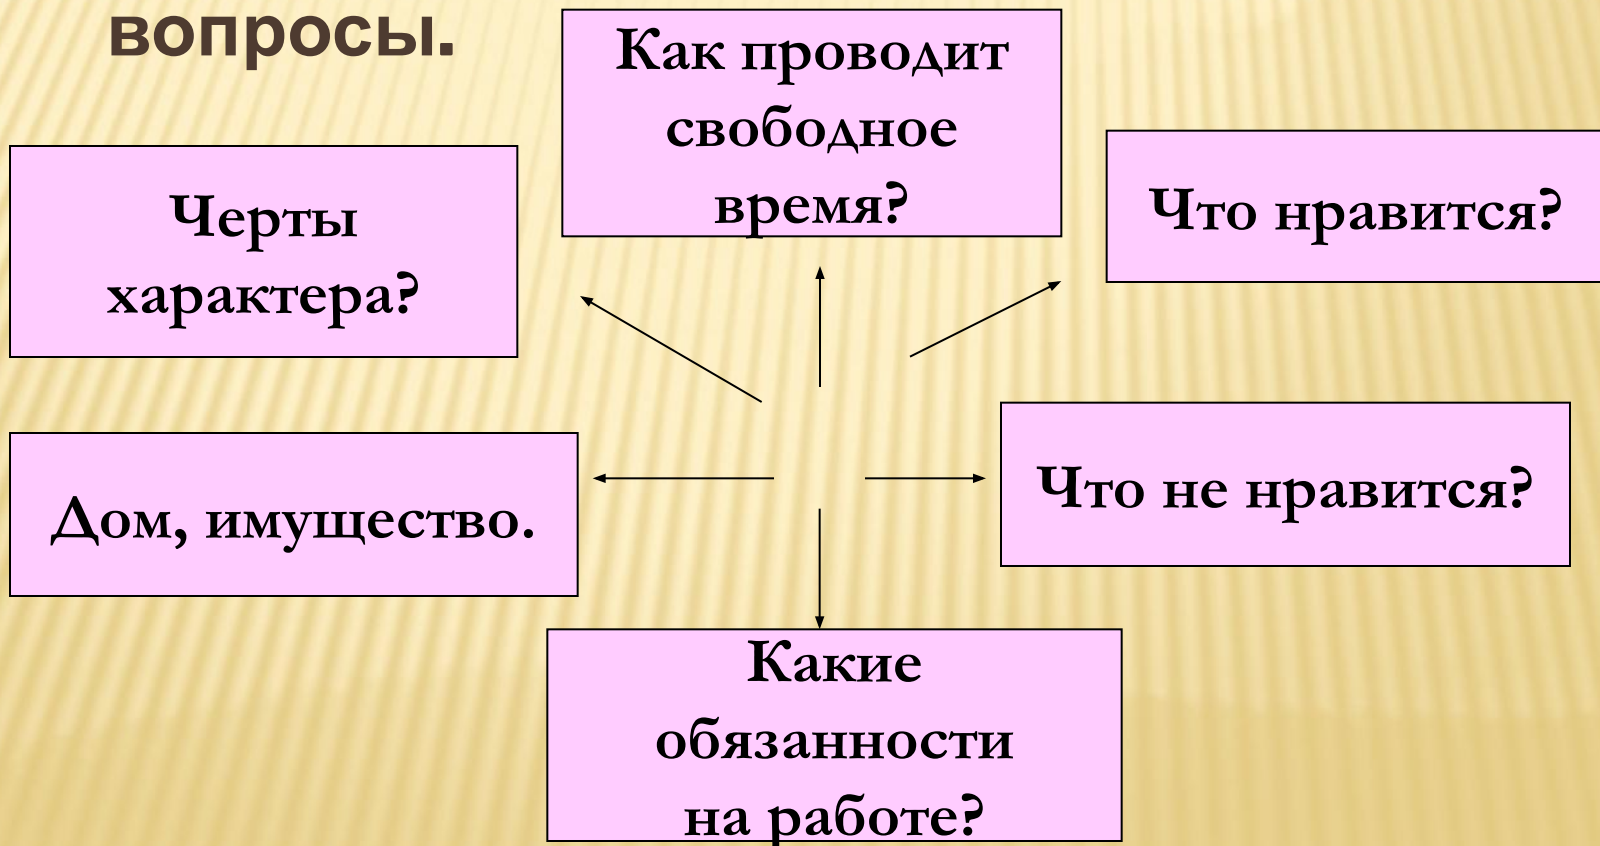 вопросы.
Как проводит
свободное
время?
Что нравится?
Черты
характера?
Дом, имущество.
Что не нравится?
Какие
обязанности
на работе?